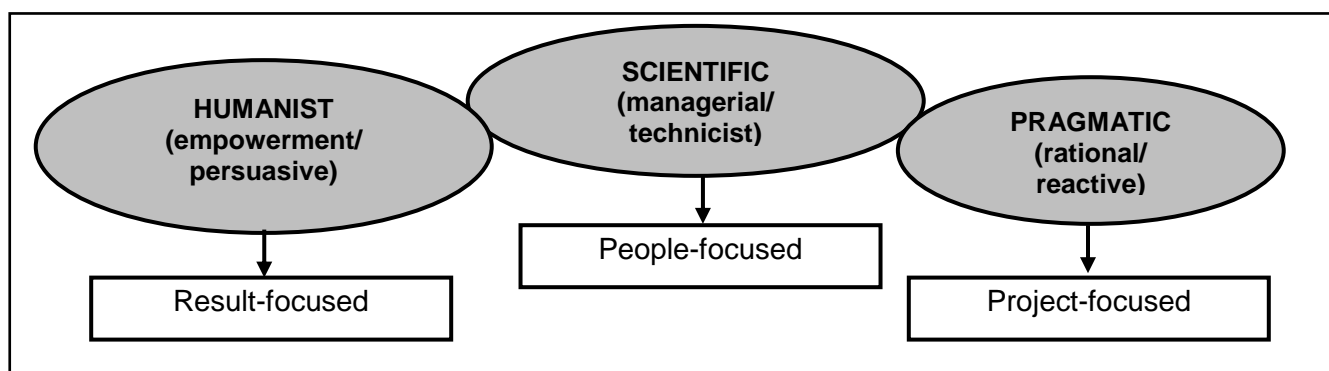 HUMANIST
(empowerment/
persuasive)
SCIENTIFIC
(managerial/
technicist)
PRAGMATIC
(rational/
reactive)
Result-focused
People-focused
Project-focused